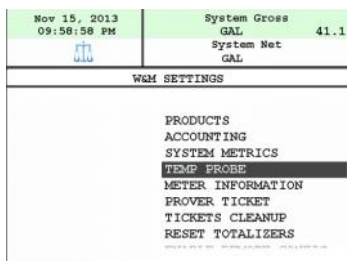 Nov 15, 2013
09:58:58 PM
System Gross
GAL 41.1
System Net
GAL
W&M SETTINGS
PRODUCTS
ACCOUNTING
SYSTEM METRICS
TEMP PROBE
METER INFORMATION
PROVER TICKET
TICKETS CLEANUP
RESET TOTALIZERS